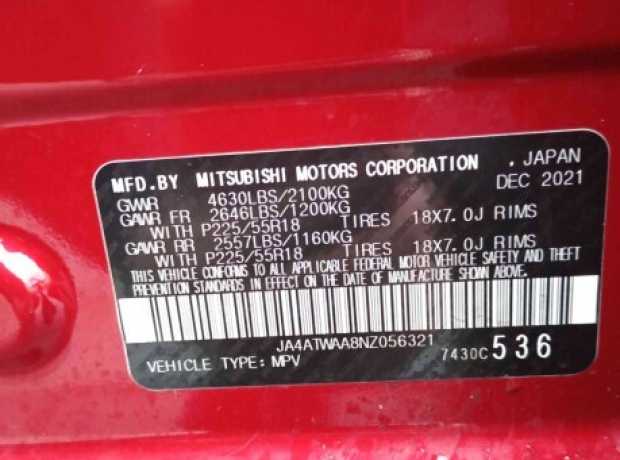 MFD.BY MITSUBISHI MOTORS CORPORATION , JAPAN
GVWR 4630LBS/2100KG DEC 2021
GAWR FR 2646LBS/1200KG
WITH P225/55R18 TIRES 18X7.0J RIMS
GAWR RR 2557LBS/1160KG
WITH P225/55R18 TIRES 18X7.0J RIMS
THIS VEHICLE CONFORMS TO ALL APPLICABLE FEDERAL MOTOR VEHICLE SAFETY AND THEFT
PREVENTION STANDARDS IN EFFECT ON THE DATE OF MANUFACTURE SHOWN ABOVE.
JA4ATWAA8NZ056321
VEHICLE TYPE: MPV 7430C 536